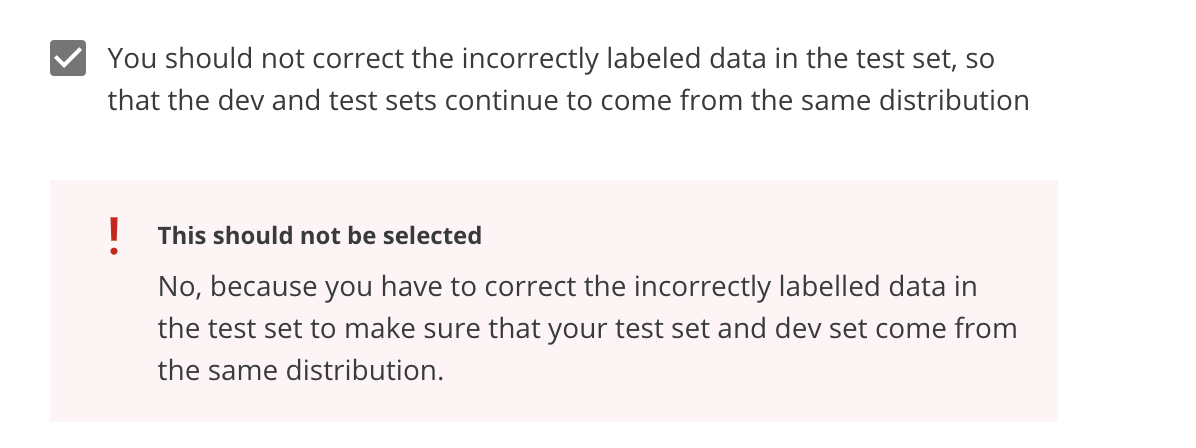 You should not correct the incorrectly labeled data in the test set, so
that the dev and test sets continue to come from the same distribution
! This should not be selected
No, because you have to correct the incorrectly labelled data in
the test set to make sure that your test set and dev set come from
the same distribution.